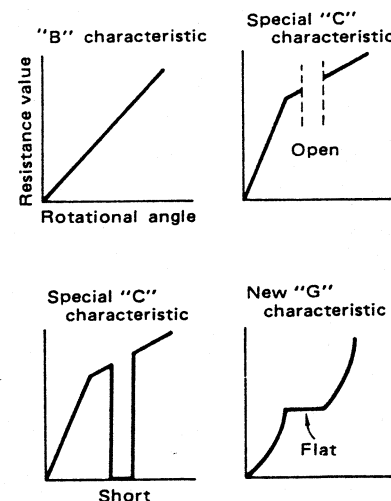 "B" characteristic
Resistance value
Rotational angle
Special "C"
characteristic
Open
Special "C"
characteristic
Short
New "G"
characteristic
Flat